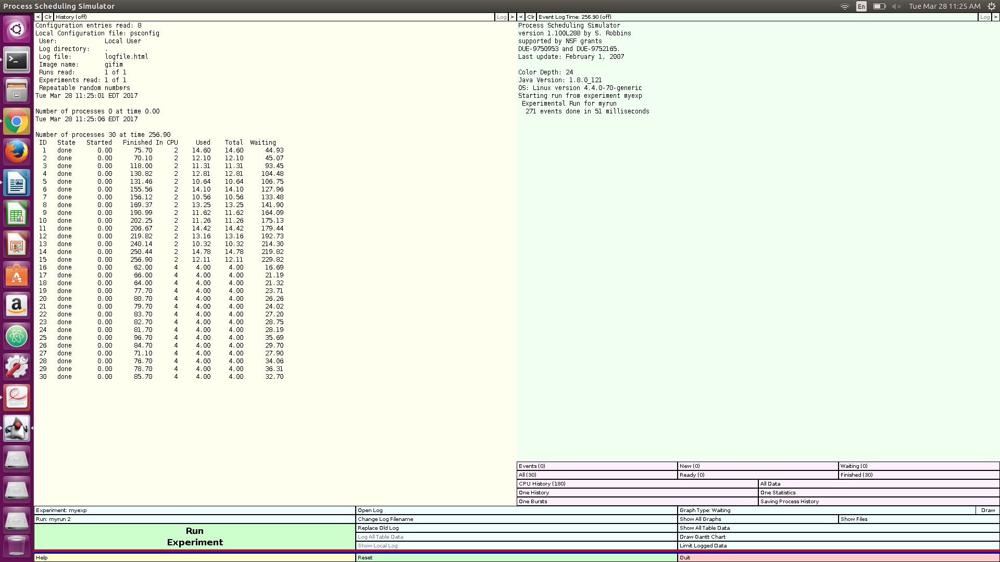 Process Scheduling Simulator
En
Tue Mar 28 11:25 AM
< Clr History (off) Log >
Configuration entries read: 8
Local Configuration file: psconfig
User: Local User
Log directory: .
Log file: logfile.html
Image name: gifim
Runs read: 1 of 1
Experiments read: 1 of 1
Repeatable random numbers
Tue Mar 28 11:25:01 EDT 2017
Number of processes 0 at time 0.00
Tue Mar 28 11:25:06 EDT 2017
Number of processes 30 at time 256.90
ID State Started Finished In CPU Used Total Waiting
1 done 0.00 75.70 2 14.60 14.60 44.93
2 done 0.00 70.10 2 12.10 12.10 45.07
3 done 0.00 118.00 2 11.31 11.31 93.45
4 done 0.00 130.82 2 12.81 12.81 104.48
5 done 0.00 131.46 2 10.64 10.64 106.75
6 done 0.00 155.56 2 14.10 14.10 127.96
7 done 0.00 156.12 2 10.56 10.56 133.48
8 done 0.00 169.37 2 13.25 13.25 141.90
9 done 0.00 190.99 2 11.62 11.62 164.09
10 done 0.00 202.25 2 11.26 11.26 175.13
11 done 0.00 206.67 2 14.42 14.42 179.44
12 done 0.00 219.82 2 13.16 13.16 192.73
13 done 0.00 240.14 2 10.32 10.32 214.30
14 done 0.00 250.44 2 14.78 14.78 219.82
15 done 0.00 256.90 2 12.11 12.11 229.82
16 done 0.00 62.00 4 4.00 4.00 16.69
17 done 0.00 66.00 4 4.00 4.00 21.19
18 done 0.00 64.00 4 4.00 4.00 21.32
19 done 0.00 77.70 4 4.00 4.00 23.71
20 done 0.00 80.70 4 4.00 4.00 26.26
21 done 0.00 79.70 4 4.00 4.00 24.02
22 done 0.00 83.70 4 4.00 4.00 27.20
23 done 0.00 82.70 4 4.00 4.00 28.75
24 done 0.00 81.70 4 4.00 4.00 28.19
25 done 0.00 96.70 4 4.00 4.00 35.69
26 done 0.00 84.70 4 4.00 4.00 29.70
27 done 0.00 71.10 4 4.00 4.00 27.90
28 done 0.00 76.70 4 4.00 4.00 34.06
29 done 0.00 78.70 4 4.00 4.00 36.31
30 done 0.00 85.70 4 4.00 4.00 32.70
< Clr Event Log Time: 256.90 (off) Log >
Process Scheduling Simulator
version 1.100L288 by S. Robbins
supported by NSF grants
DUE-9750953 and DUE-9752165.
Last update: February 1, 2007
Color Depth: 24
Java Version: 1.8.0_121
OS: Linux version 4.4.0-70-generic
Starting run from experiment myexp
Experimental Run for myrun
271 events done in 51 milliseconds
Events (0) New (0) Waiting (0)
All (30) Ready (0) Finished (30)
CPU History (180) All Data
One History One Statistics
One Bursts Saving Process History
Experiment: myexp Open Log Graph Type: Waiting Draw
Run: myrun 2 Change Log Filename Show All Graphs Show Files
Run
Experiment
Replace Old Log Show All Table Data
Log All Table Data Draw Gantt Chart
Show Local Log Limit Logged Data
Help Reset Quit